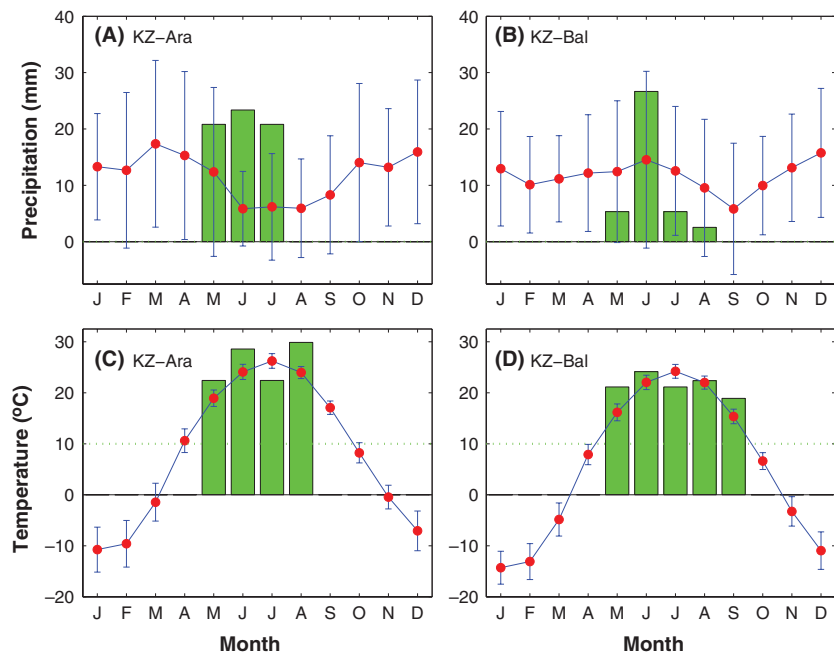 (A) KZ-Ara
(B) KZ-Bal
Precipitation (mm)
40
30
20
10
0
40
30
20
10
0
J F M A M J J A S O N D
J F M A M J J A S O N D
(C) KZ-Ara
(D) KZ-Bal
Temperature (ºC)
30
20
10
0
−10
−20
30
20
10
0
−10
−20
J F M A M J J A S O N D
J F M A M J J A S O N D
Month
Month